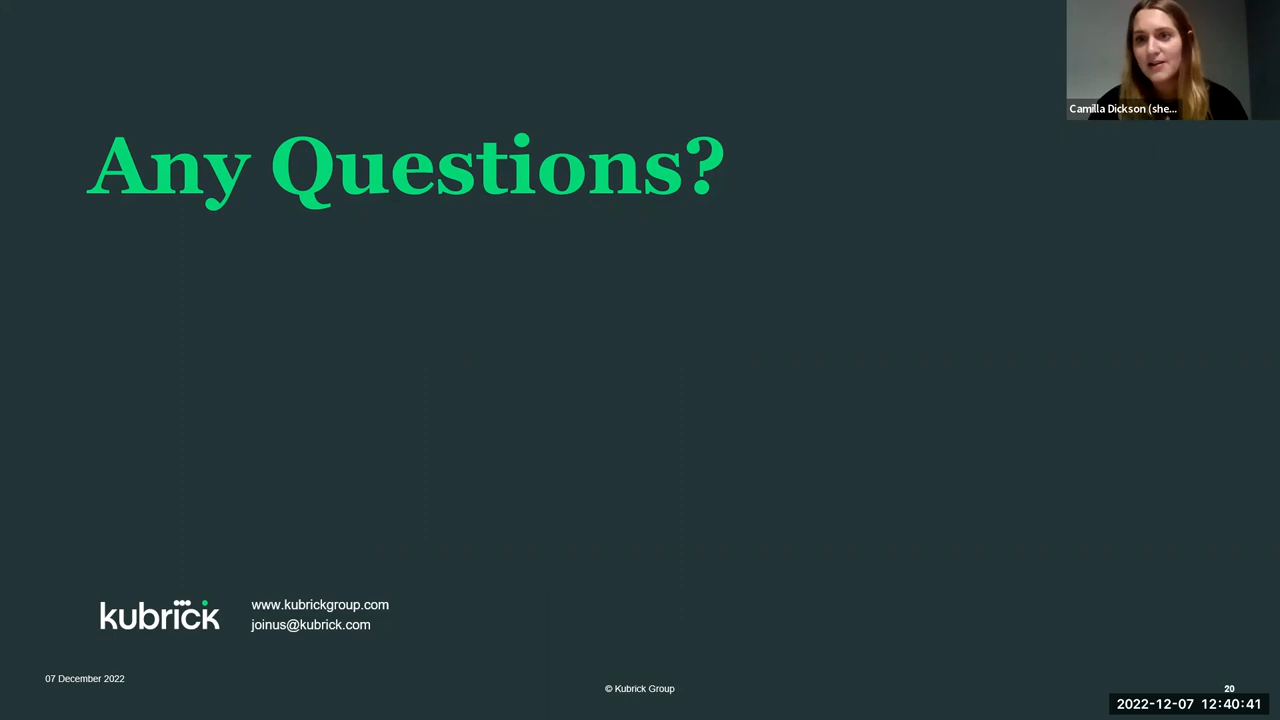 Camilla Dickson (she...
Any Questions?
kubrick
www.kubrickgroup.com
joinus@kubrick.com
07 December 2022
© Kubrick Group
20
2022-12-07 12:40:41